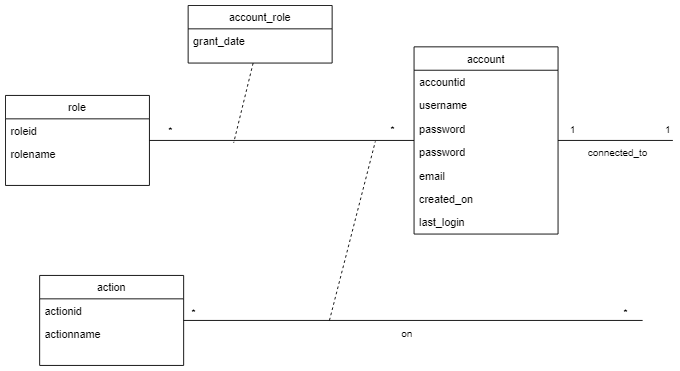 account_role
grant_date
account
accountid
username
password
password
email
created_on
last_login
role
roleid
rolename
*
*
1
1
connected_to
action
actionid
actionname
*
*
on